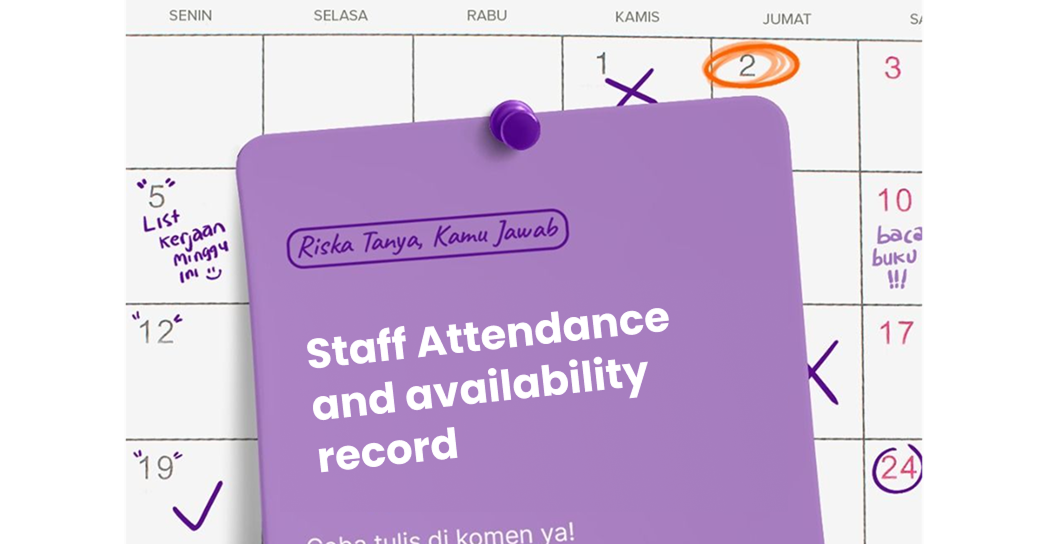 SENIN SELASA RABU KAMIS JUMAT
1 2 3
5
List
kerjaan
minggu
ini
10
baca
buku
!!!
Riska Tanya, Kamu Jawab
12
17
Staff Attendance
and availability
record
19
24
Coba tulis di komen ya!